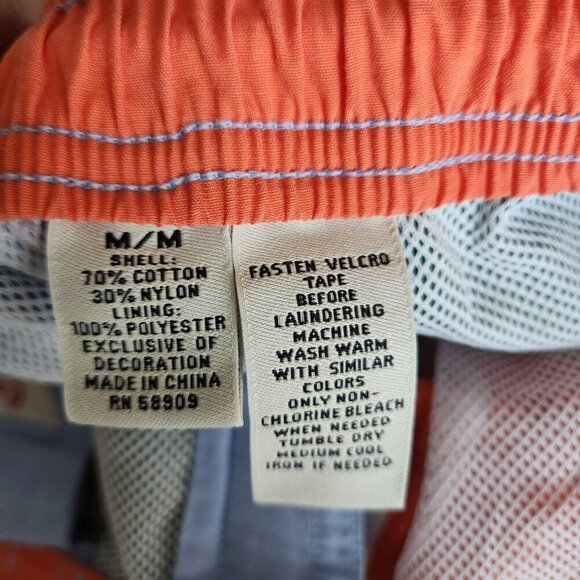 M/M
SHELL:
70% COTTON
30% NYLON
LINING:
100% POLYESTER
EXCLUSIVE OF
DECORATION
MADE IN CHINA
RN 58909
FASTEN VELCRO
TAPE
BEFORE
LAUNDERING
MACHINE
WASH WARM
WITH SIMILAR
COLORS
ONLY NON-
CHLORINE BLEACH
WHEN NEEDED
TUMBLE DRY
MEDIUM COOL
IRON IF NEEDED